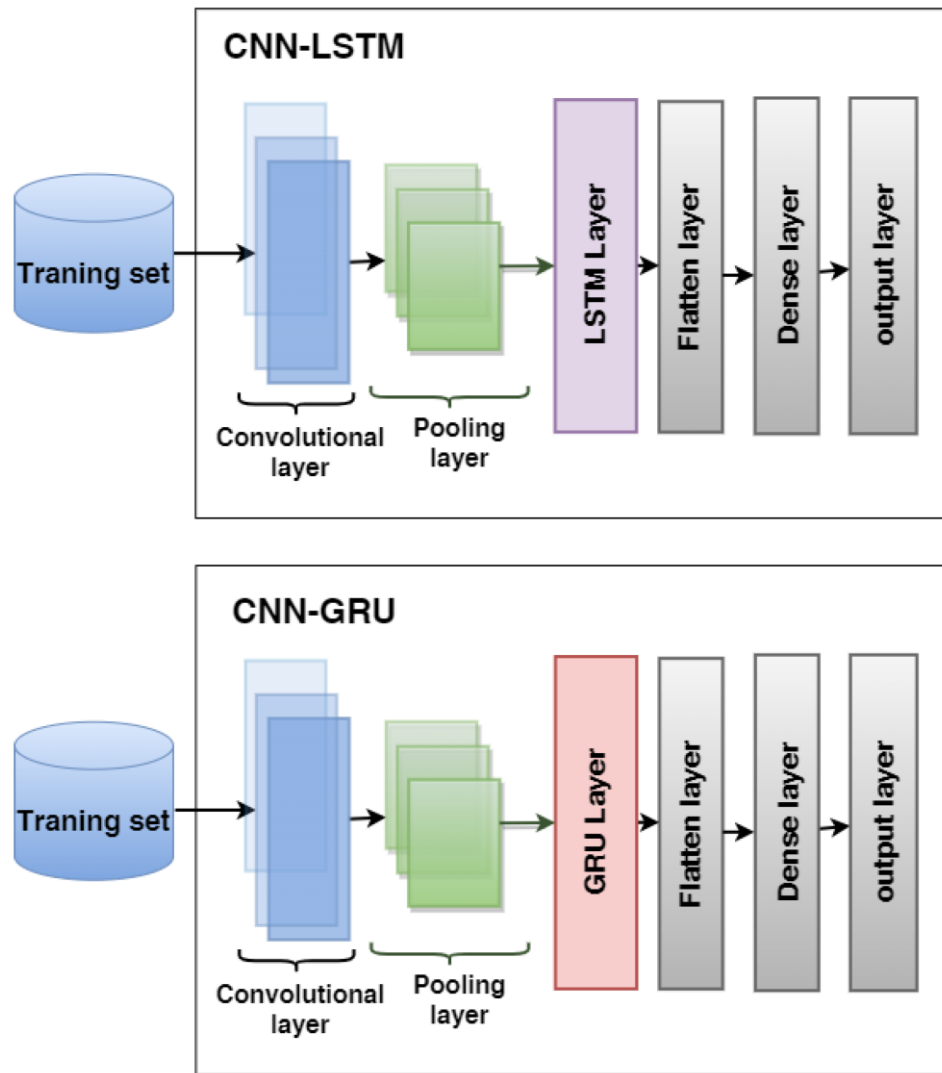 CNN-LSTM
Traning set
LSTM Layer
Flatten layer
Dense layer
output layer
Convolutional
layer
Pooling
layer
CNN-GRU
Traning set
GRU Layer
Flatten layer
Dense layer
output layer
Convolutional
layer
Pooling
layer